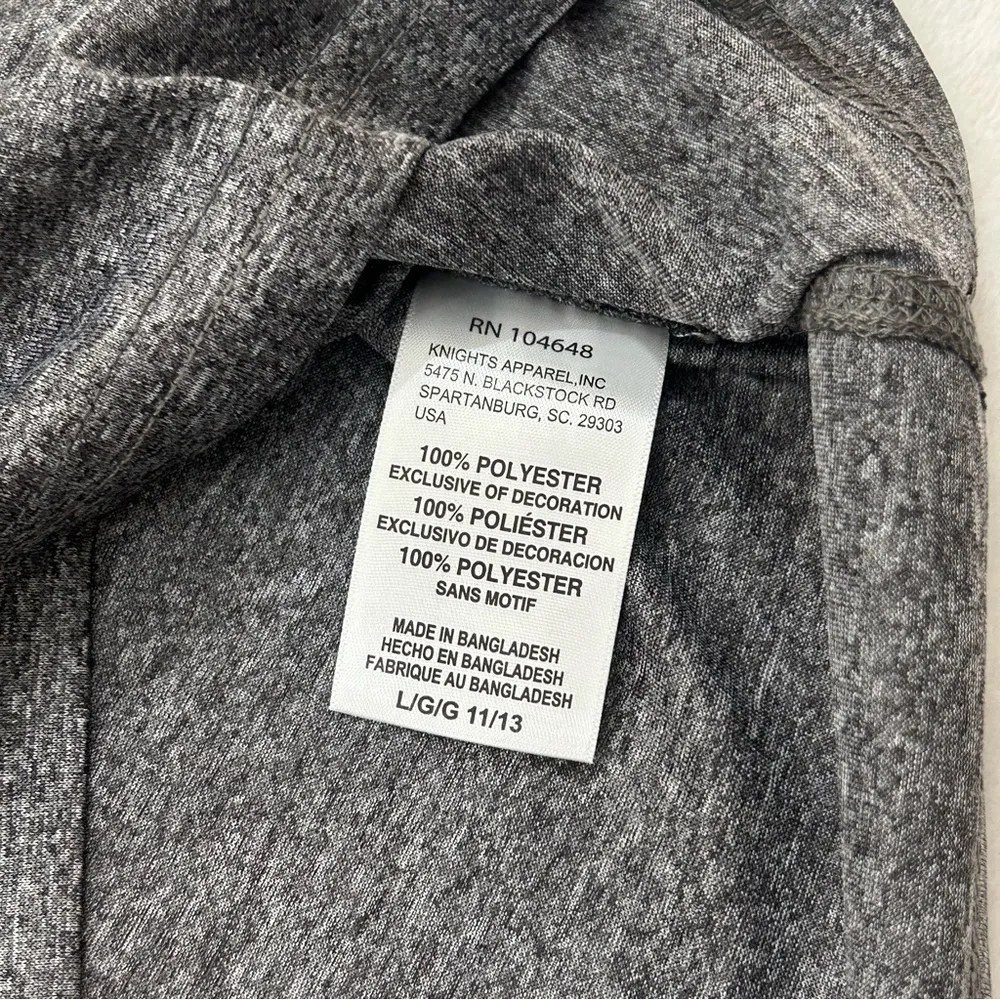 RN 104648
KNIGHTS APPAREL,INC
5475 N. BLACKSTOCK RD
SPARTANBURG, SC. 29303
USA
100% POLYESTER
EXCLUSIVE OF DECORATION
100% POLIÉSTER
EXCLUSIVO DE DECORACION
100% POLYESTER
SANS MOTIF
MADE IN BANGLADESH
HECHO EN BANGLADESH
FABRIQUE AU BANGLADESH
L/G/G 11/13